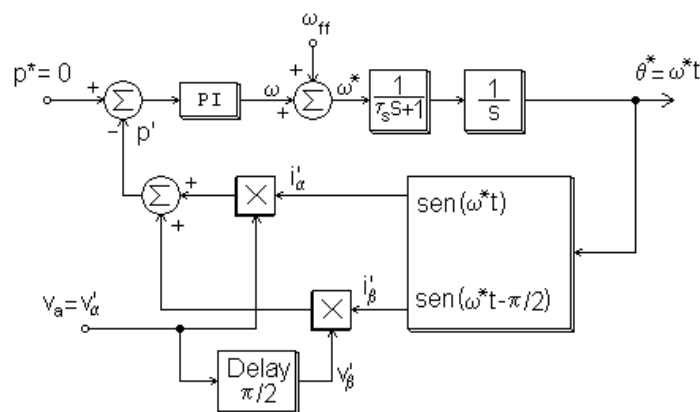 ω_ff
p*= 0
+
Σ
−
p'
PI
ω
+
+
Σ
ω*
1
τ_s s+1
1
s
θ*= ω*t
Σ
+
+
×
i'_α
sen(ω*t)
i'_β
sen(ω*t-π/2)
×
v_a = v'_α
Delay
π/2
v'_β